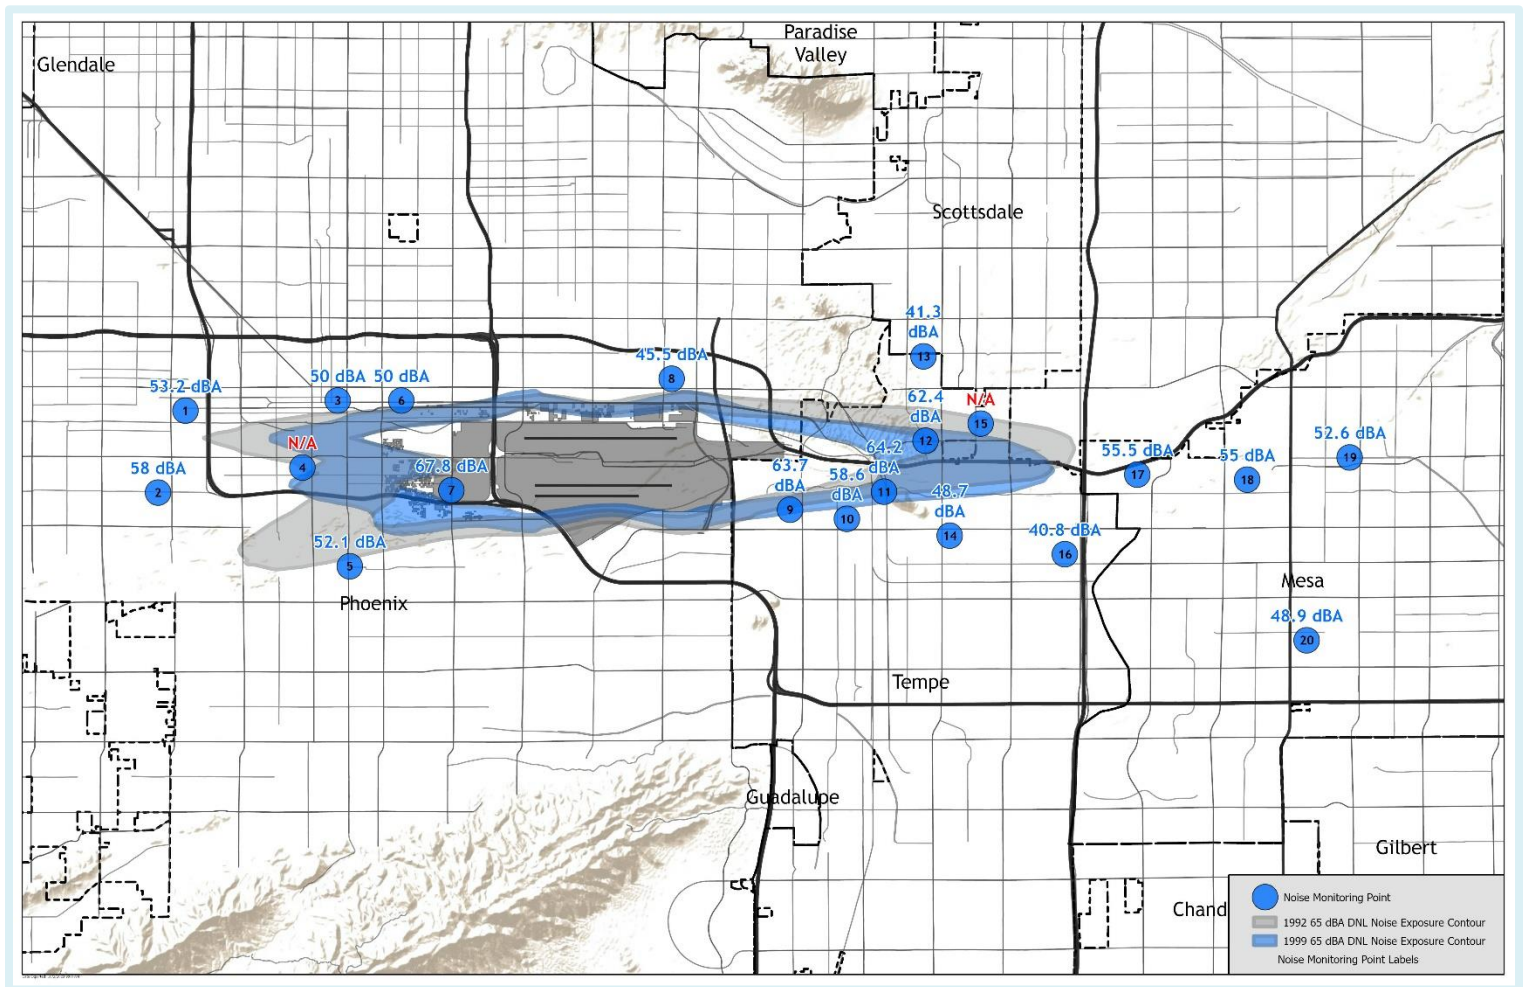 Glendale
Paradise
Valley
Scottsdale
41.3
dBA
13
45.5 dBA
8
50 dBA
3
50 dBA
6
53.2 dBA
1
N/A
15
62.4
dBA
12
N/A
4
64.2
dBA
11
67.8 dBA
7
63.7
dBA
9
58.6
dBA
10
58 dBA
2
55.5 dBA
17
55 dBA
18
52.6 dBA
19
48.7
dBA
14
40.8 dBA
16
52.1 dBA
5
Phoenix
Mesa
48.9 dBA
20
Tempe
Guadalupe
Gilbert
Chand
Noise Monitoring Point
1992 65 dBA DNL Noise Exposure Contour
1999 65 dBA DNL Noise Exposure Contour
Noise Monitoring Point Labels